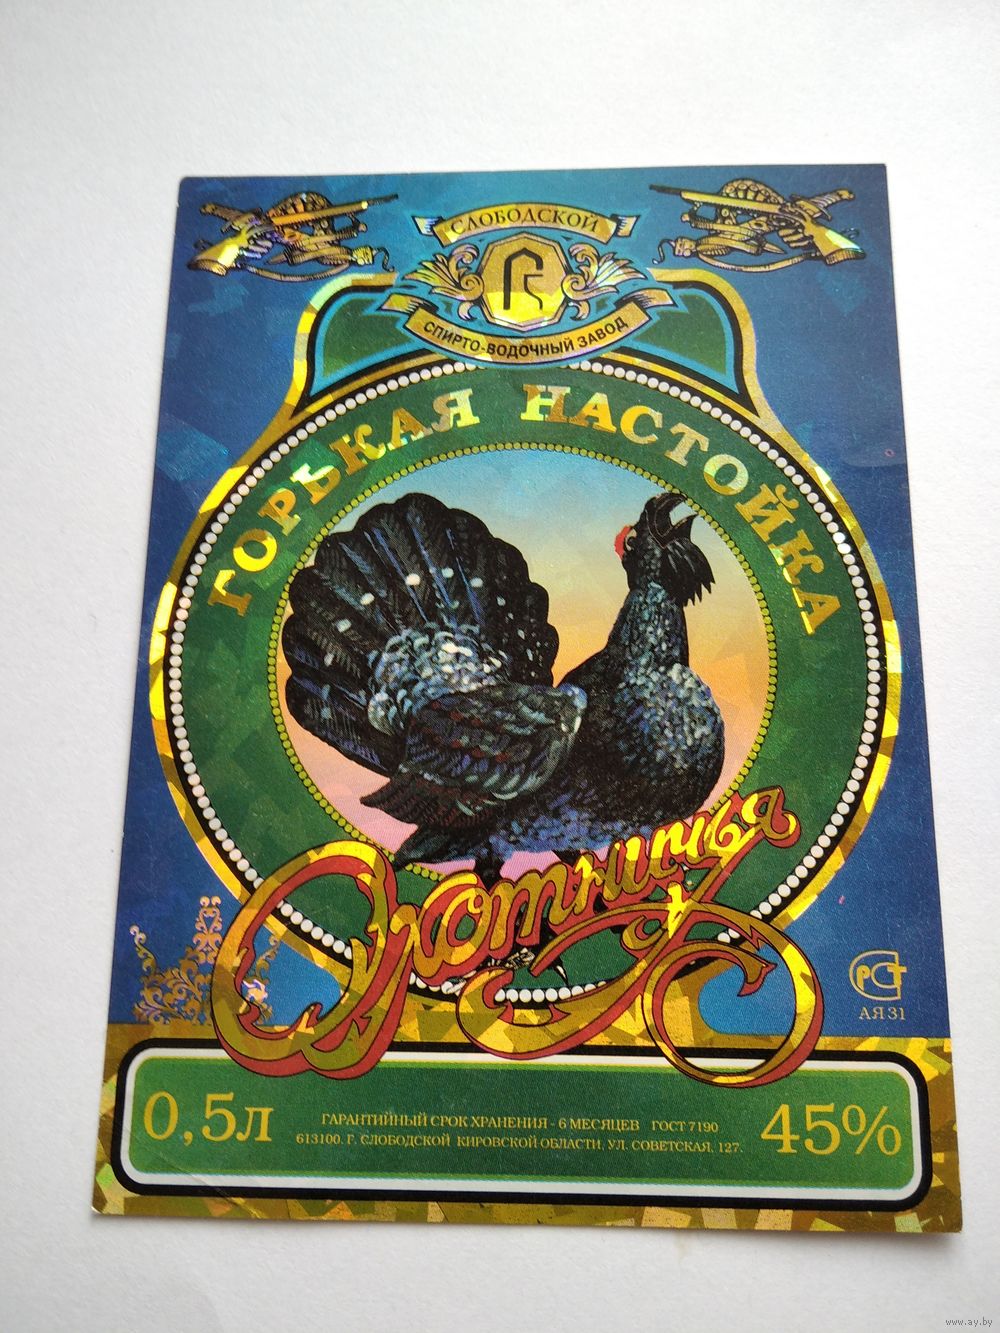 СЛОБОДСКОЙ
СПИРТО-ВОДОЧНЫЙ ЗАВОД
ГОРЬКАЯ НАСТОЙКА
Охотничья
РСТ
АЯ31
0,5л
ГАРАНТИЙНЫЙ СРОК ХРАНЕНИЯ - 6 МЕСЯЦЕВ ГОСТ 7190
613100. Г. СЛОБОДСКОЙ КИРОВСКОЙ ОБЛАСТИ, УЛ. СОВЕТСКАЯ, 127.
45%
www.ay.by